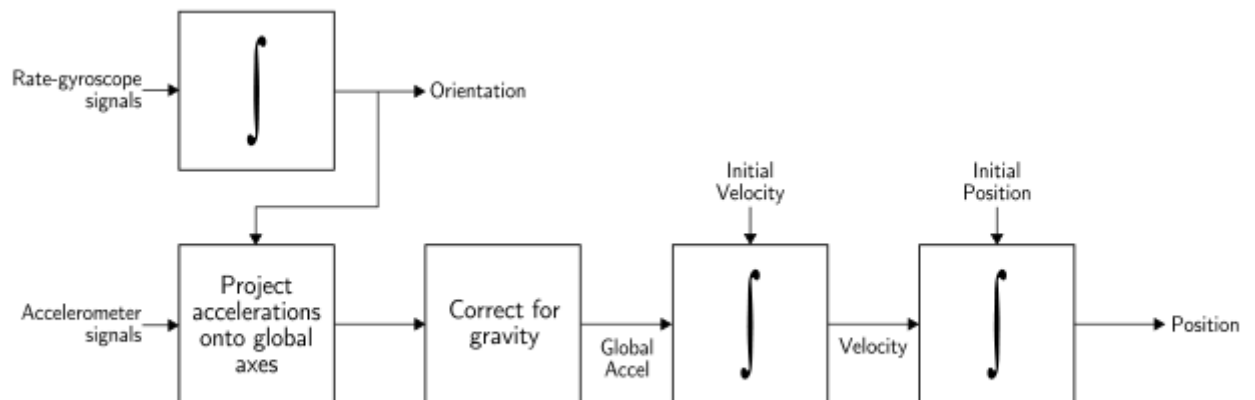 Rate-gyroscope
signals
∫
Orientation
Initial
Velocity
Initial
Position
Accelerometer
signals
Project
accelerations
onto global
axes
Correct for
gravity
Global
Accel
∫
Velocity
∫
Position